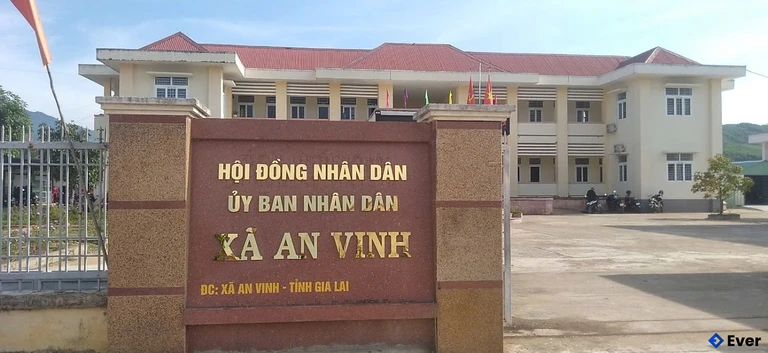 HỘI ĐỒNG NHÂN DÂN
ỦY BAN NHÂN DÂN
XÃ AN VINH
ĐC: XÃ AN VINH - TỈNH GIA LAI
Ever